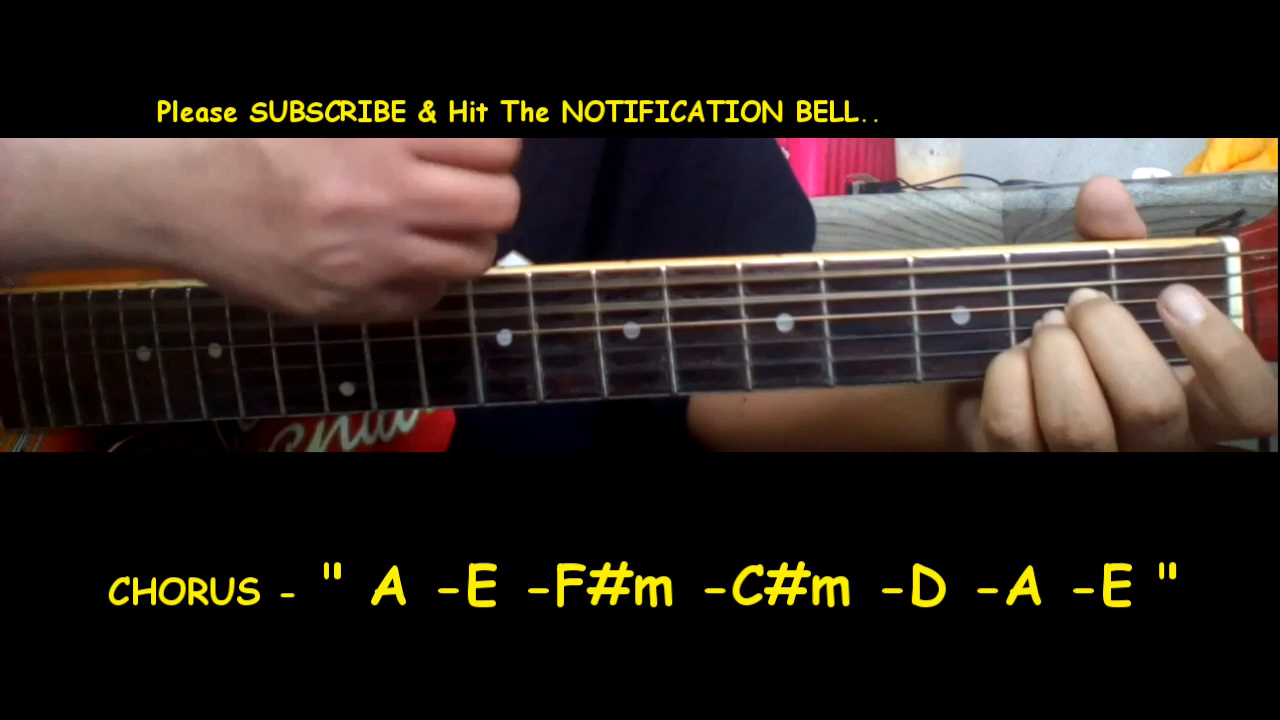 Please SUBSCRIBE & Hit The NOTIFICATION BELL..
CHORUS - " A -E -F#m -C#m -D -A -E "